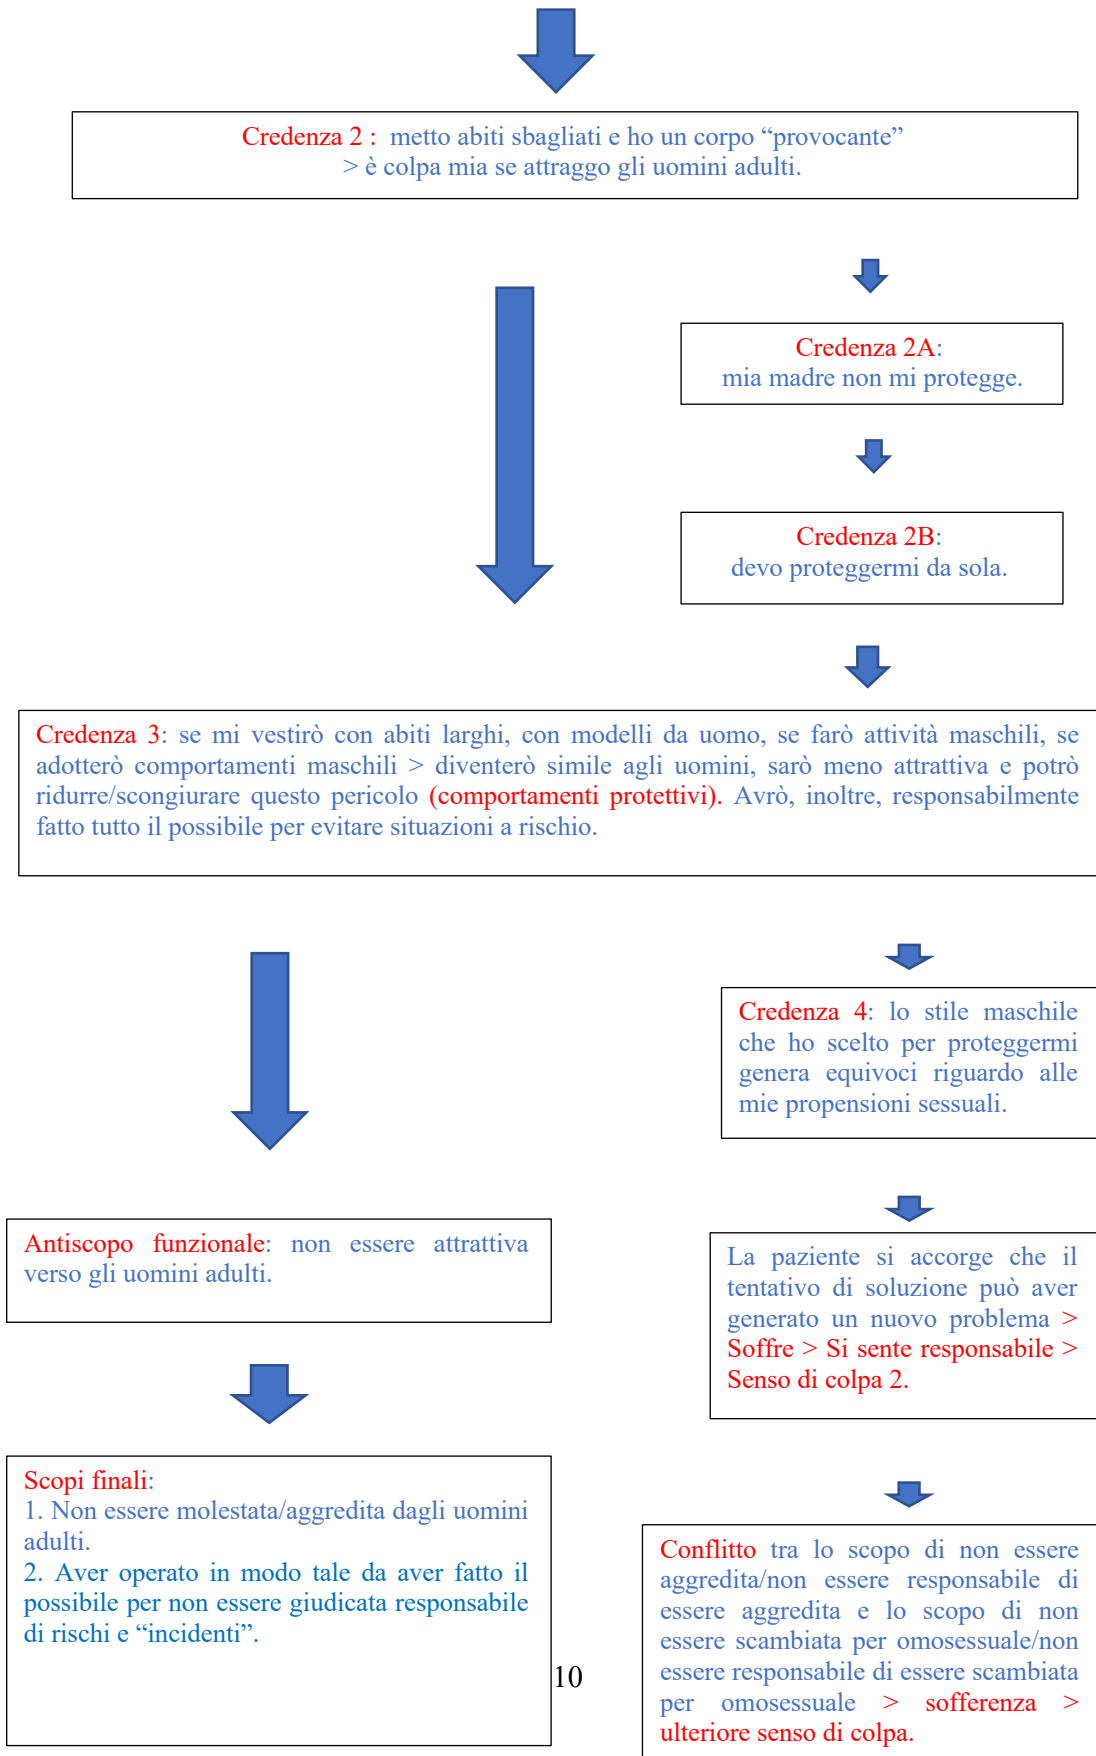 Credenza 2 : metto abiti sbagliati e ho un corpo “provocante”
> è colpa mia se attraggo gli uomini adulti.
Credenza 2A:
mia madre non mi protegge.
Credenza 2B:
devo proteggermi da sola.
Credenza 3: se mi vestirò con abiti larghi, con modelli da uomo, se farò attività maschili, se
adotterò comportamenti maschili > diventerò simile agli uomini, sarò meno attrattiva e potrò
ridurre/scongiurare questo pericolo (comportamenti protettivi). Avrò, inoltre, responsabilmente
fatto tutto il possibile per evitare situazioni a rischio.
Credenza 4: lo stile maschile
che ho scelto per proteggermi
genera equivoci riguardo alle
mie propensioni sessuali.
Antiscopo funzionale: non essere attrattiva
verso gli uomini adulti.
La paziente si accorge che il
tentativo di soluzione può aver
generato un nuovo problema >
Soffre > Si sente responsabile >
Senso di colpa 2.
Scopi finali:
1. Non essere molestata/aggredita dagli uomini
adulti.
2. Aver operato in modo tale da aver fatto il
possibile per non essere giudicata responsabile
di rischi e “incidenti”.
Conflitto tra lo scopo di non essere
aggredita/non essere responsabile di
essere aggredita e lo scopo di non
essere scambiata per omosessuale/non
essere responsabile di essere scambiata
per omosessuale > sofferenza >
ulteriore senso di colpa.
10